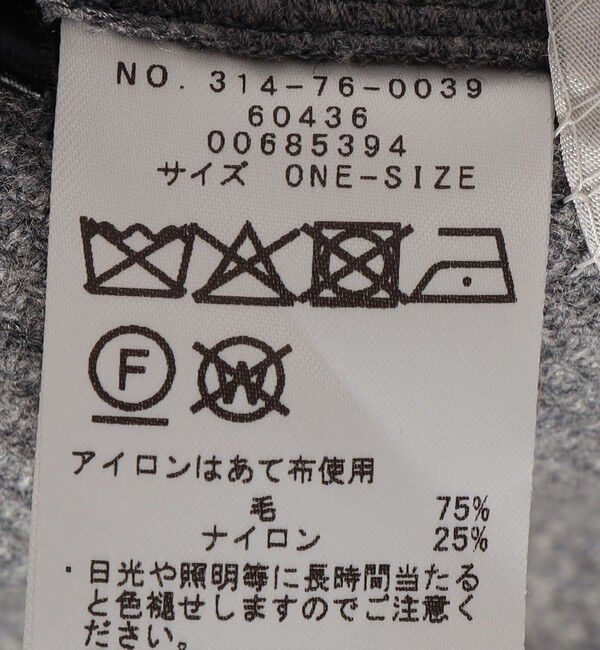 NO. 314-76-0039
60436
00685394
サイズ ONE-SIZE
F
W
アイロンはあて布使用
毛 75%
ナイロン 25%
・日光や照明等に長時間当たる
と色褪せしますのでご注意く
ださい。